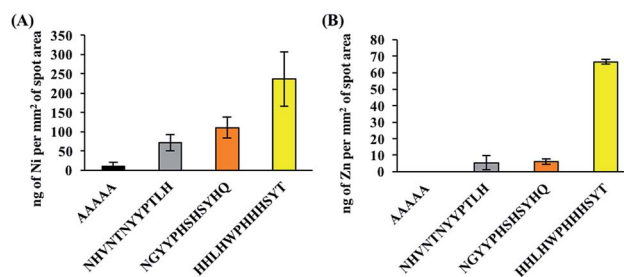 (A)
ng of Ni per mm² of spot area
350
300
250
200
150
100
50
0
AAAAA
NHVNTNYYPTLH
NGYYPHSHSYHQ
HHLHWPHHHSYT
(B)
ng of Zn per mm² of spot area
80
70
60
50
40
30
20
10
0
AAAAA
NHVNTNYYPTLH
NGYYPHSHSYHQ
HHLHWPHHHSYT